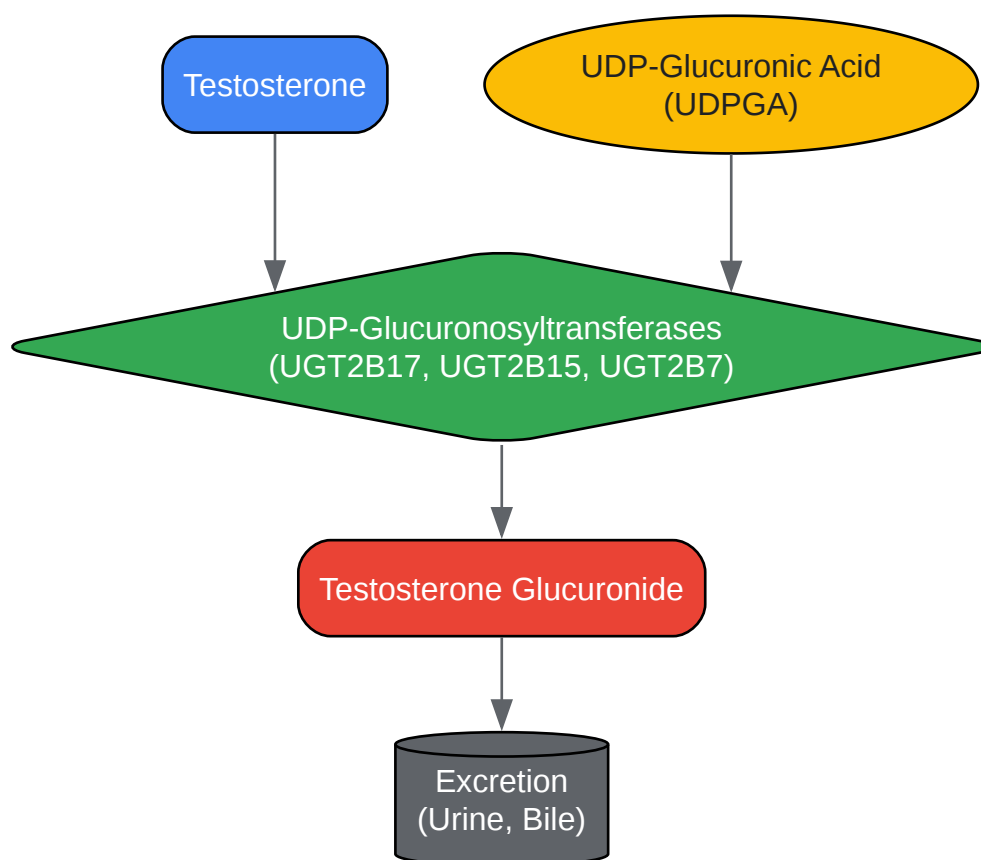 Testosterone
UDP-Glucuronic Acid
(UDPGA)
UDP-Glucuronosyltransferases
(UGT2B17, UGT2B15, UGT2B7)
Testosterone Glucuronide
Excretion
(Urine, Bile)